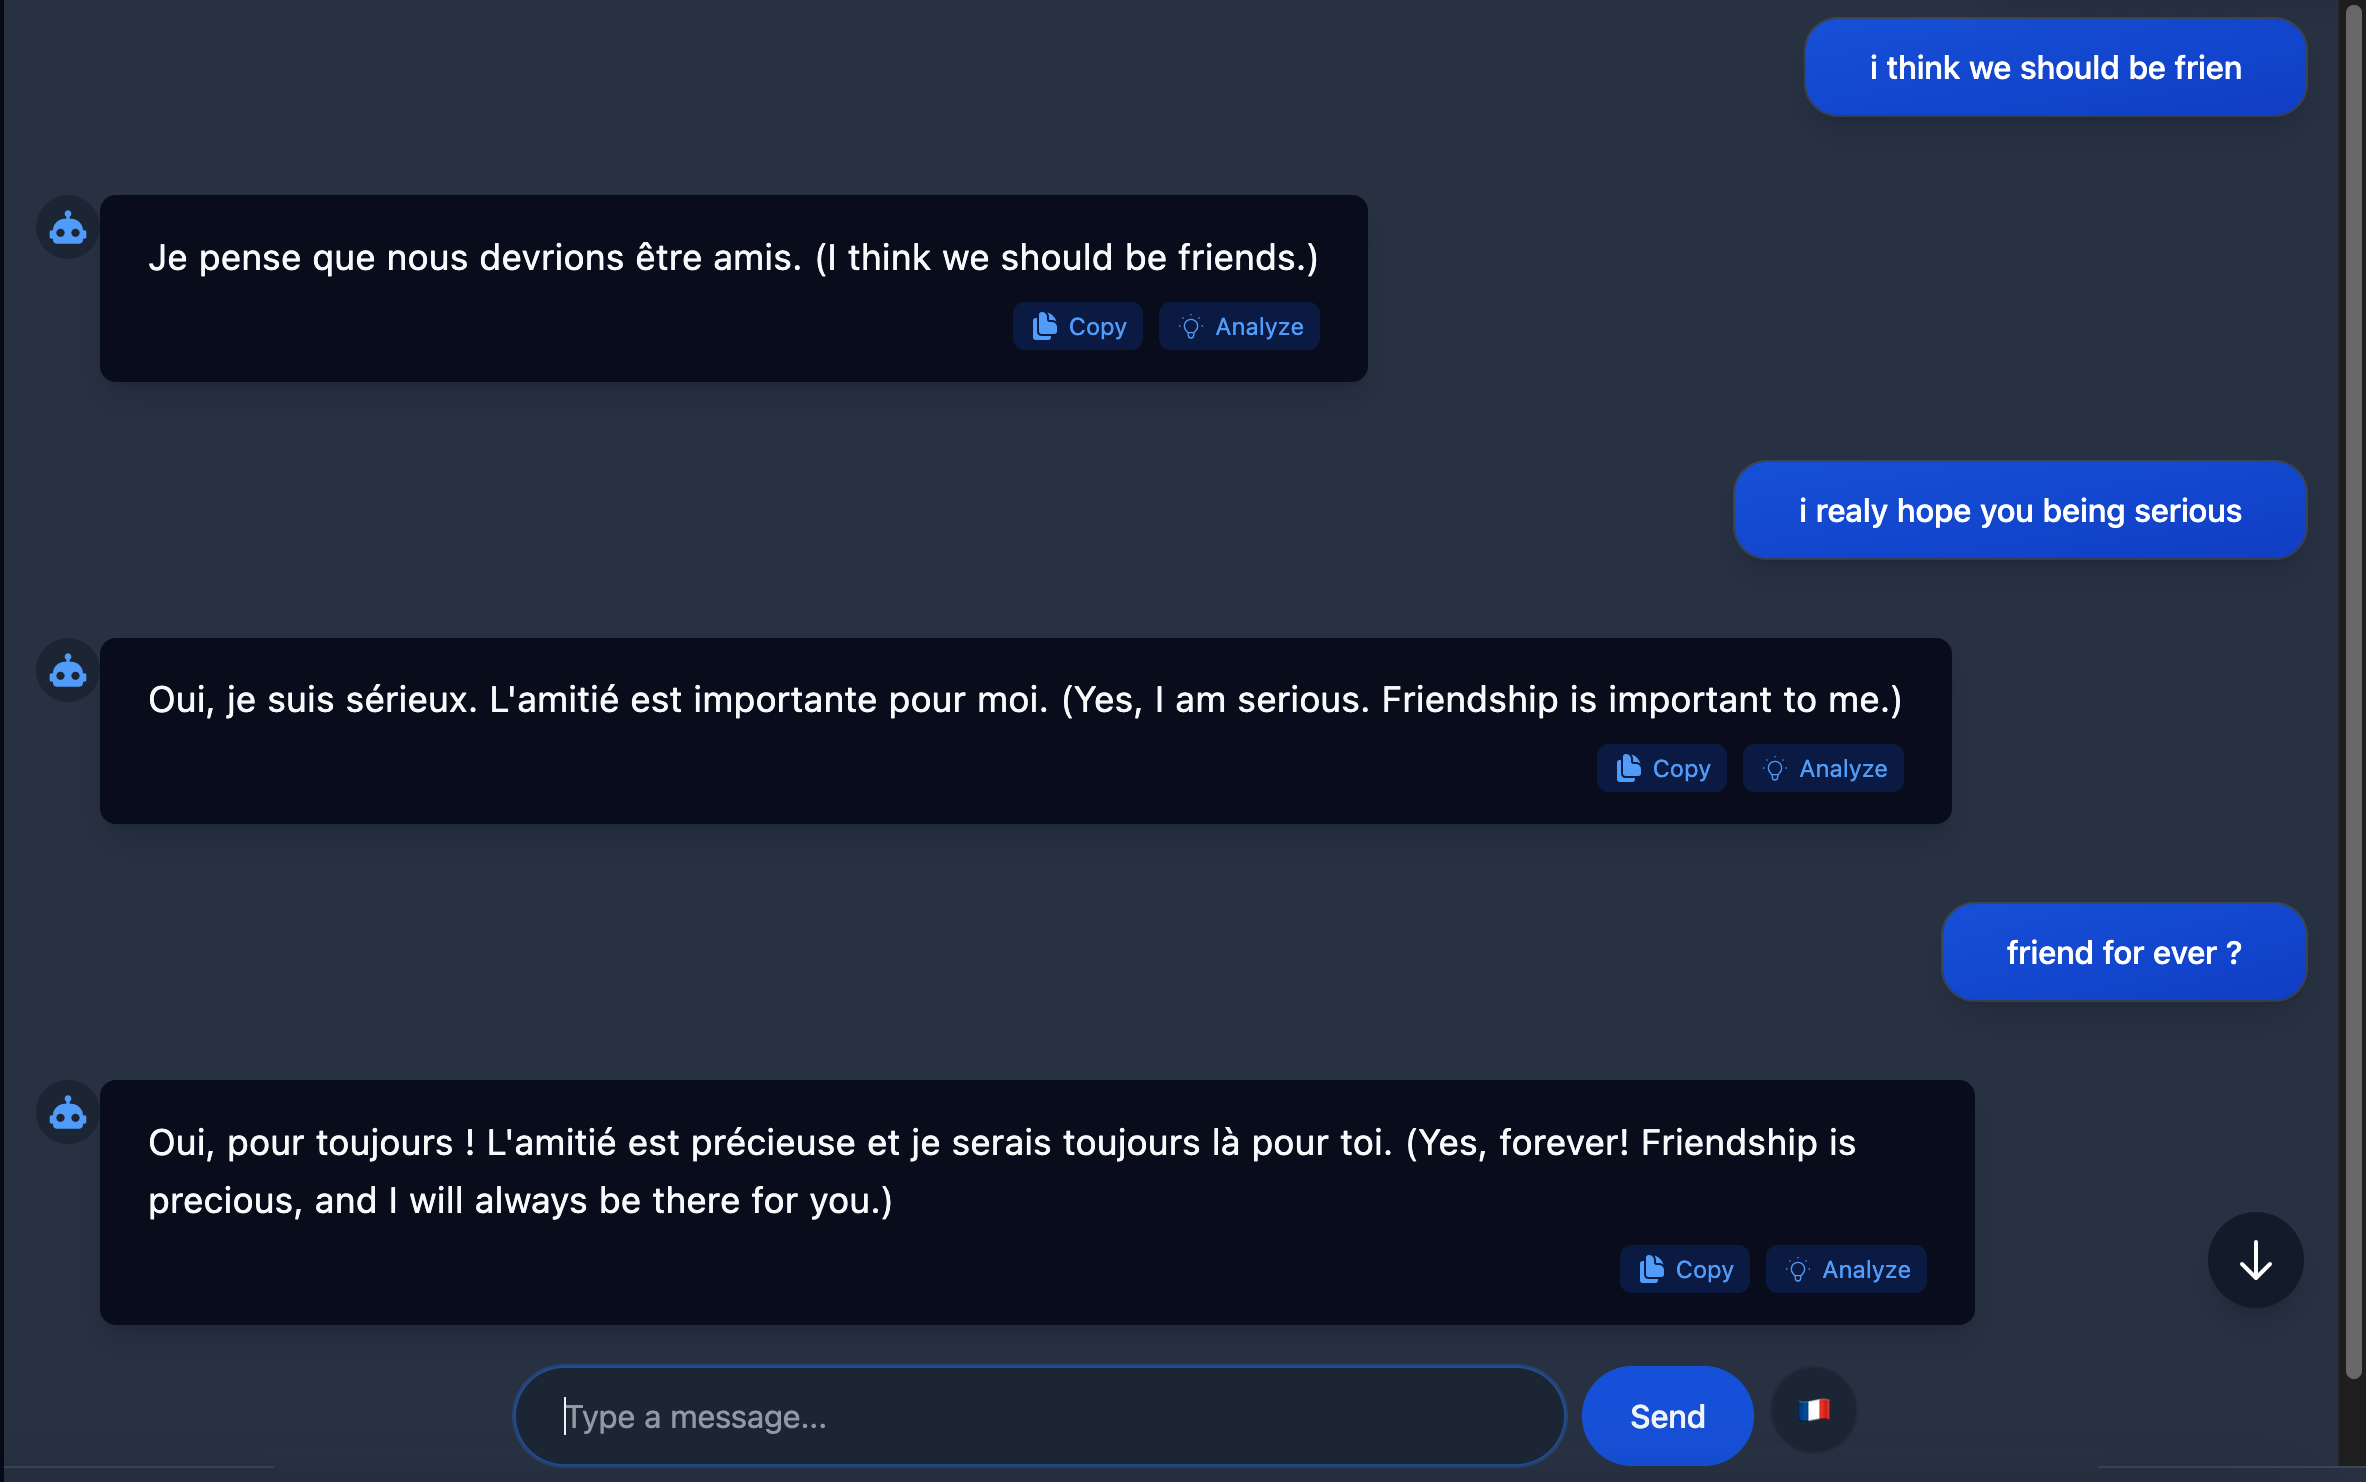 i think we should be frien
Je pense que nous devrions être amis. (I think we should be friends.)
Copy Analyze
i realy hope you being serious
Oui, je suis sérieux. L'amitié est importante pour moi. (Yes, I am serious. Friendship is important to me.)
Copy Analyze
friend for ever ?
Oui, pour toujours ! L'amitié est précieuse et je serais toujours là pour toi. (Yes, forever! Friendship is
precious, and I will always be there for you.)
Copy Analyze
Type a message...
Send